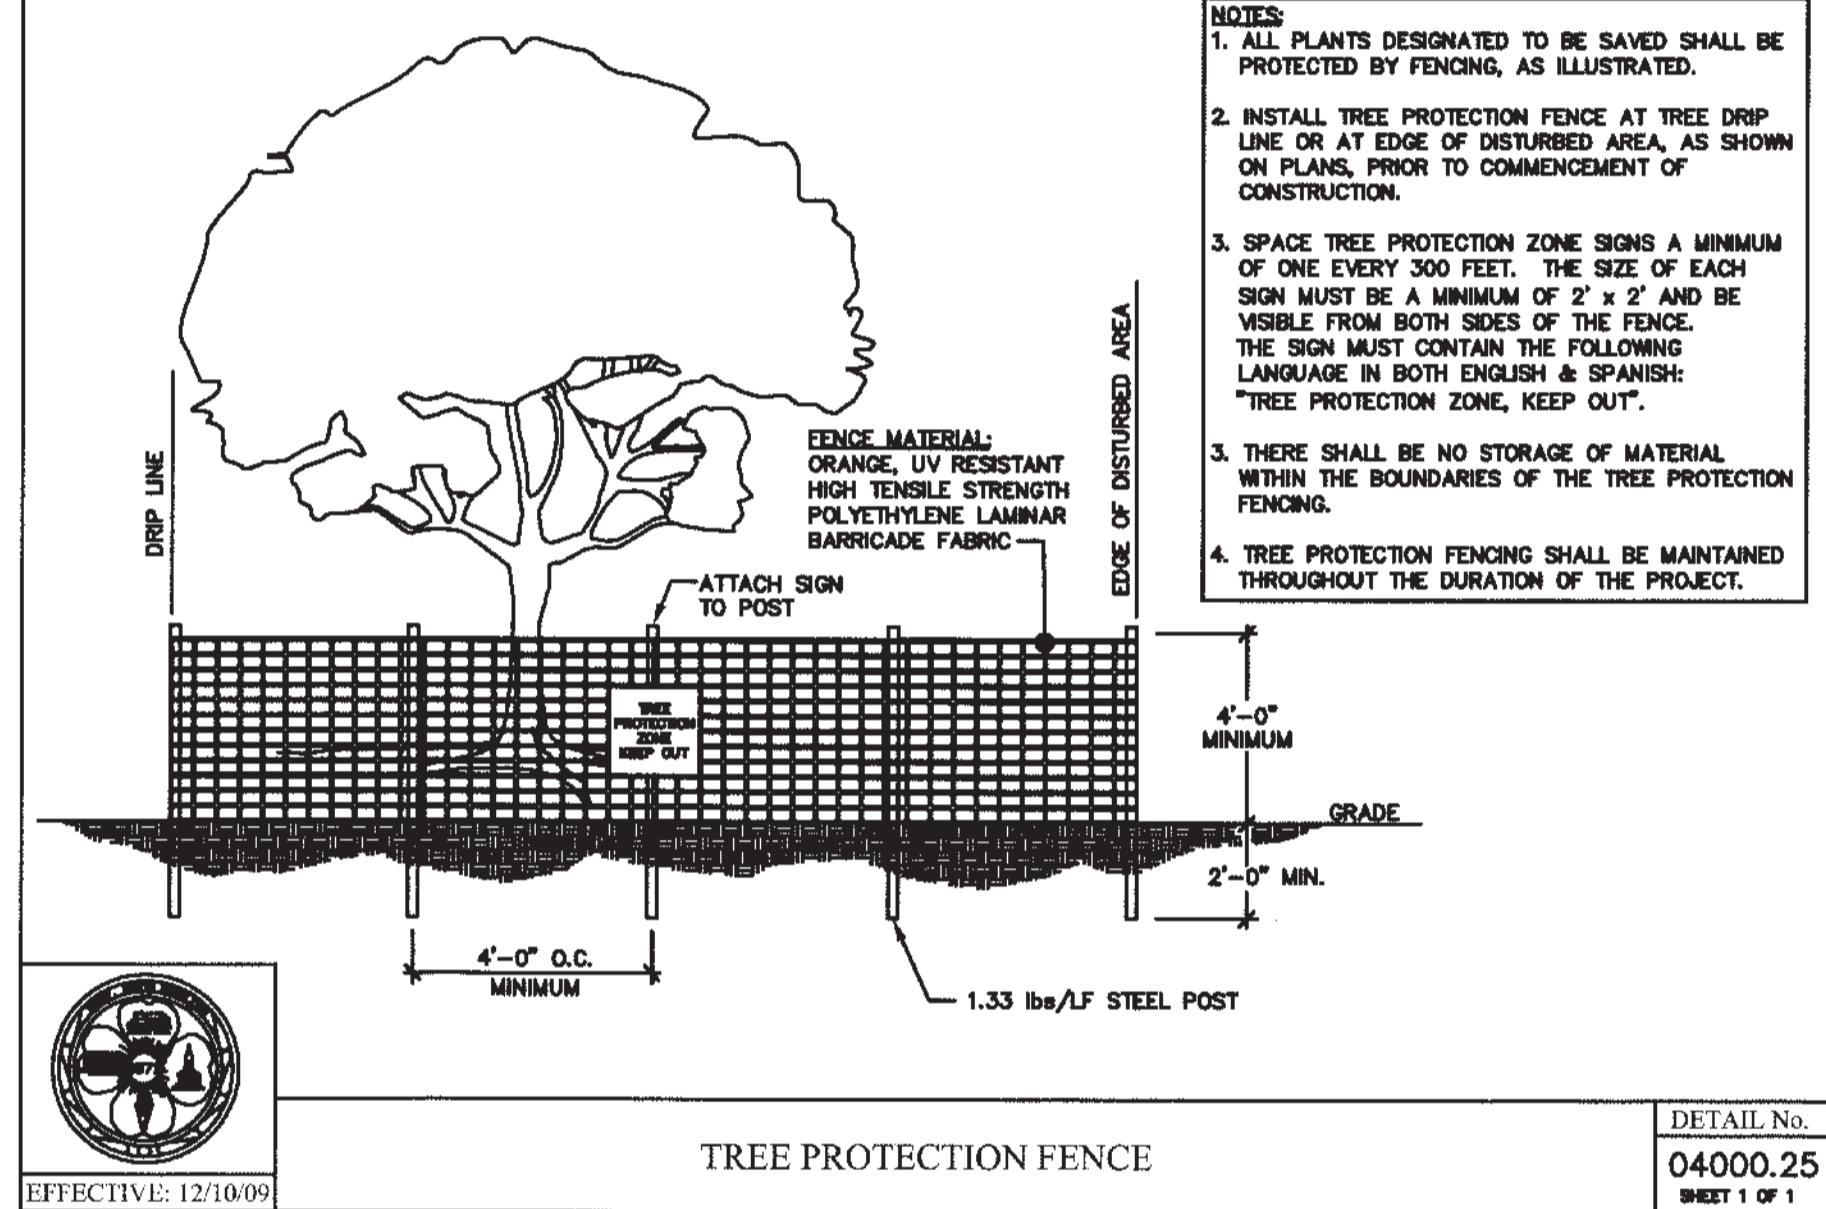 NOTES:
1. ALL PLANTS DESIGNATED TO BE SAVED SHALL BE
PROTECTED BY FENCING, AS ILLUSTRATED.
2. INSTALL TREE PROTECTION FENCE AT TREE DRIP
LINE OR AT EDGE OF DISTURBED AREA, AS SHOWN
ON PLANS, PRIOR TO COMMENCEMENT OF
CONSTRUCTION.
3. SPACE TREE PROTECTION ZONE SIGNS A MINIMUM
OF ONE EVERY 300 FEET. THE SIZE OF EACH
SIGN MUST BE A MINIMUM OF 2' x 2' AND BE
VISIBLE FROM BOTH SIDES OF THE FENCE.
THE SIGN MUST CONTAIN THE FOLLOWING
LANGUAGE IN BOTH ENGLISH & SPANISH:
"TREE PROTECTION ZONE, KEEP OUT".
3. THERE SHALL BE NO STORAGE OF MATERIAL
WITHIN THE BOUNDARIES OF THE TREE PROTECTION
FENCING.
4. TREE PROTECTION FENCING SHALL BE MAINTAINED
THROUGHOUT THE DURATION OF THE PROJECT.
DRIP LINE
EDGE OF DISTURBED AREA
FENCE MATERIAL:
ORANGE, UV RESISTANT
HIGH TENSILE STRENGTH
POLYETHYLENE LAMINAR
BARRICADE FABRIC
ATTACH SIGN
TO POST
TREE
PROTECTION
ZONE
KEEP OUT
4'-0"
MINIMUM
GRADE
2'-0" MIN.
4'-0" O.C.
MINIMUM
1.33 lbs/LF STEEL POST
EFFECTIVE: 12/10/09
TREE PROTECTION FENCE
DETAIL No.
04000.25
SHEET 1 OF 1